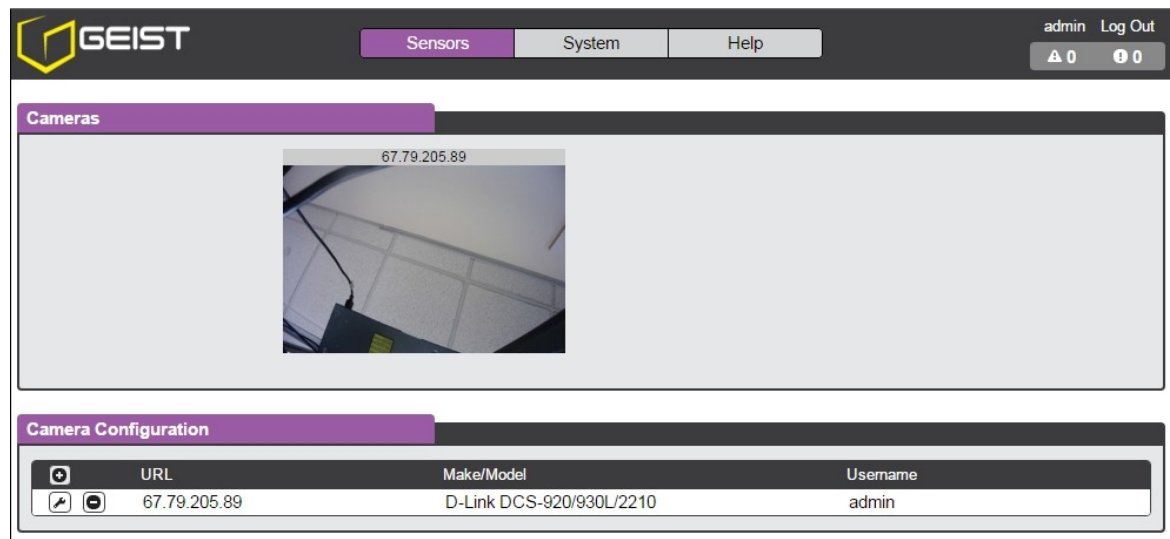 GEIST
Sensors System Help
admin Log Out
0 0
Cameras
67.79.205.89
Camera Configuration
URL Make/Model Username
67.79.205.89 D-Link DCS-920/930L/2210 admin